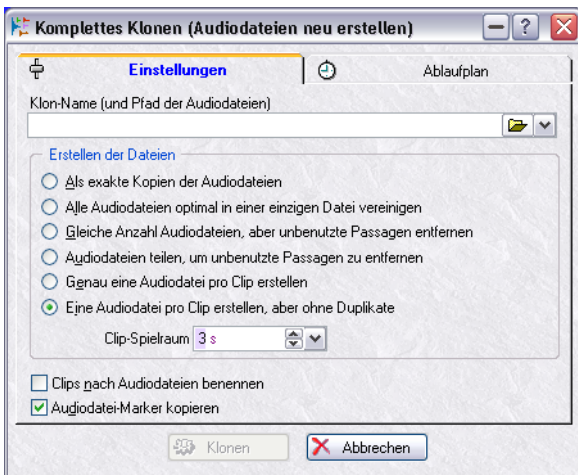 Komplettes Klonen (Audiodateien neu erstellen)
Einstellungen
Ablaufplan
Klon-Name (und Pfad der Audiodateien)
Erstellen der Dateien
Als exakte Kopien der Audiodateien
Alle Audiodateien optimal in einer einzigen Datei vereinigen
Gleiche Anzahl Audiodateien, aber unbenutzte Passagen entfernen
Audiodateien teilen, um unbenutzte Passagen zu entfernen
Genau eine Audiodatei pro Clip erstellen
Eine Audiodatei pro Clip erstellen, aber ohne Duplikate
Clip-Spielraum 3 s
Clips nach Audiodateien benennen
Audiodatei-Marker kopieren
Klonen Abbrechen